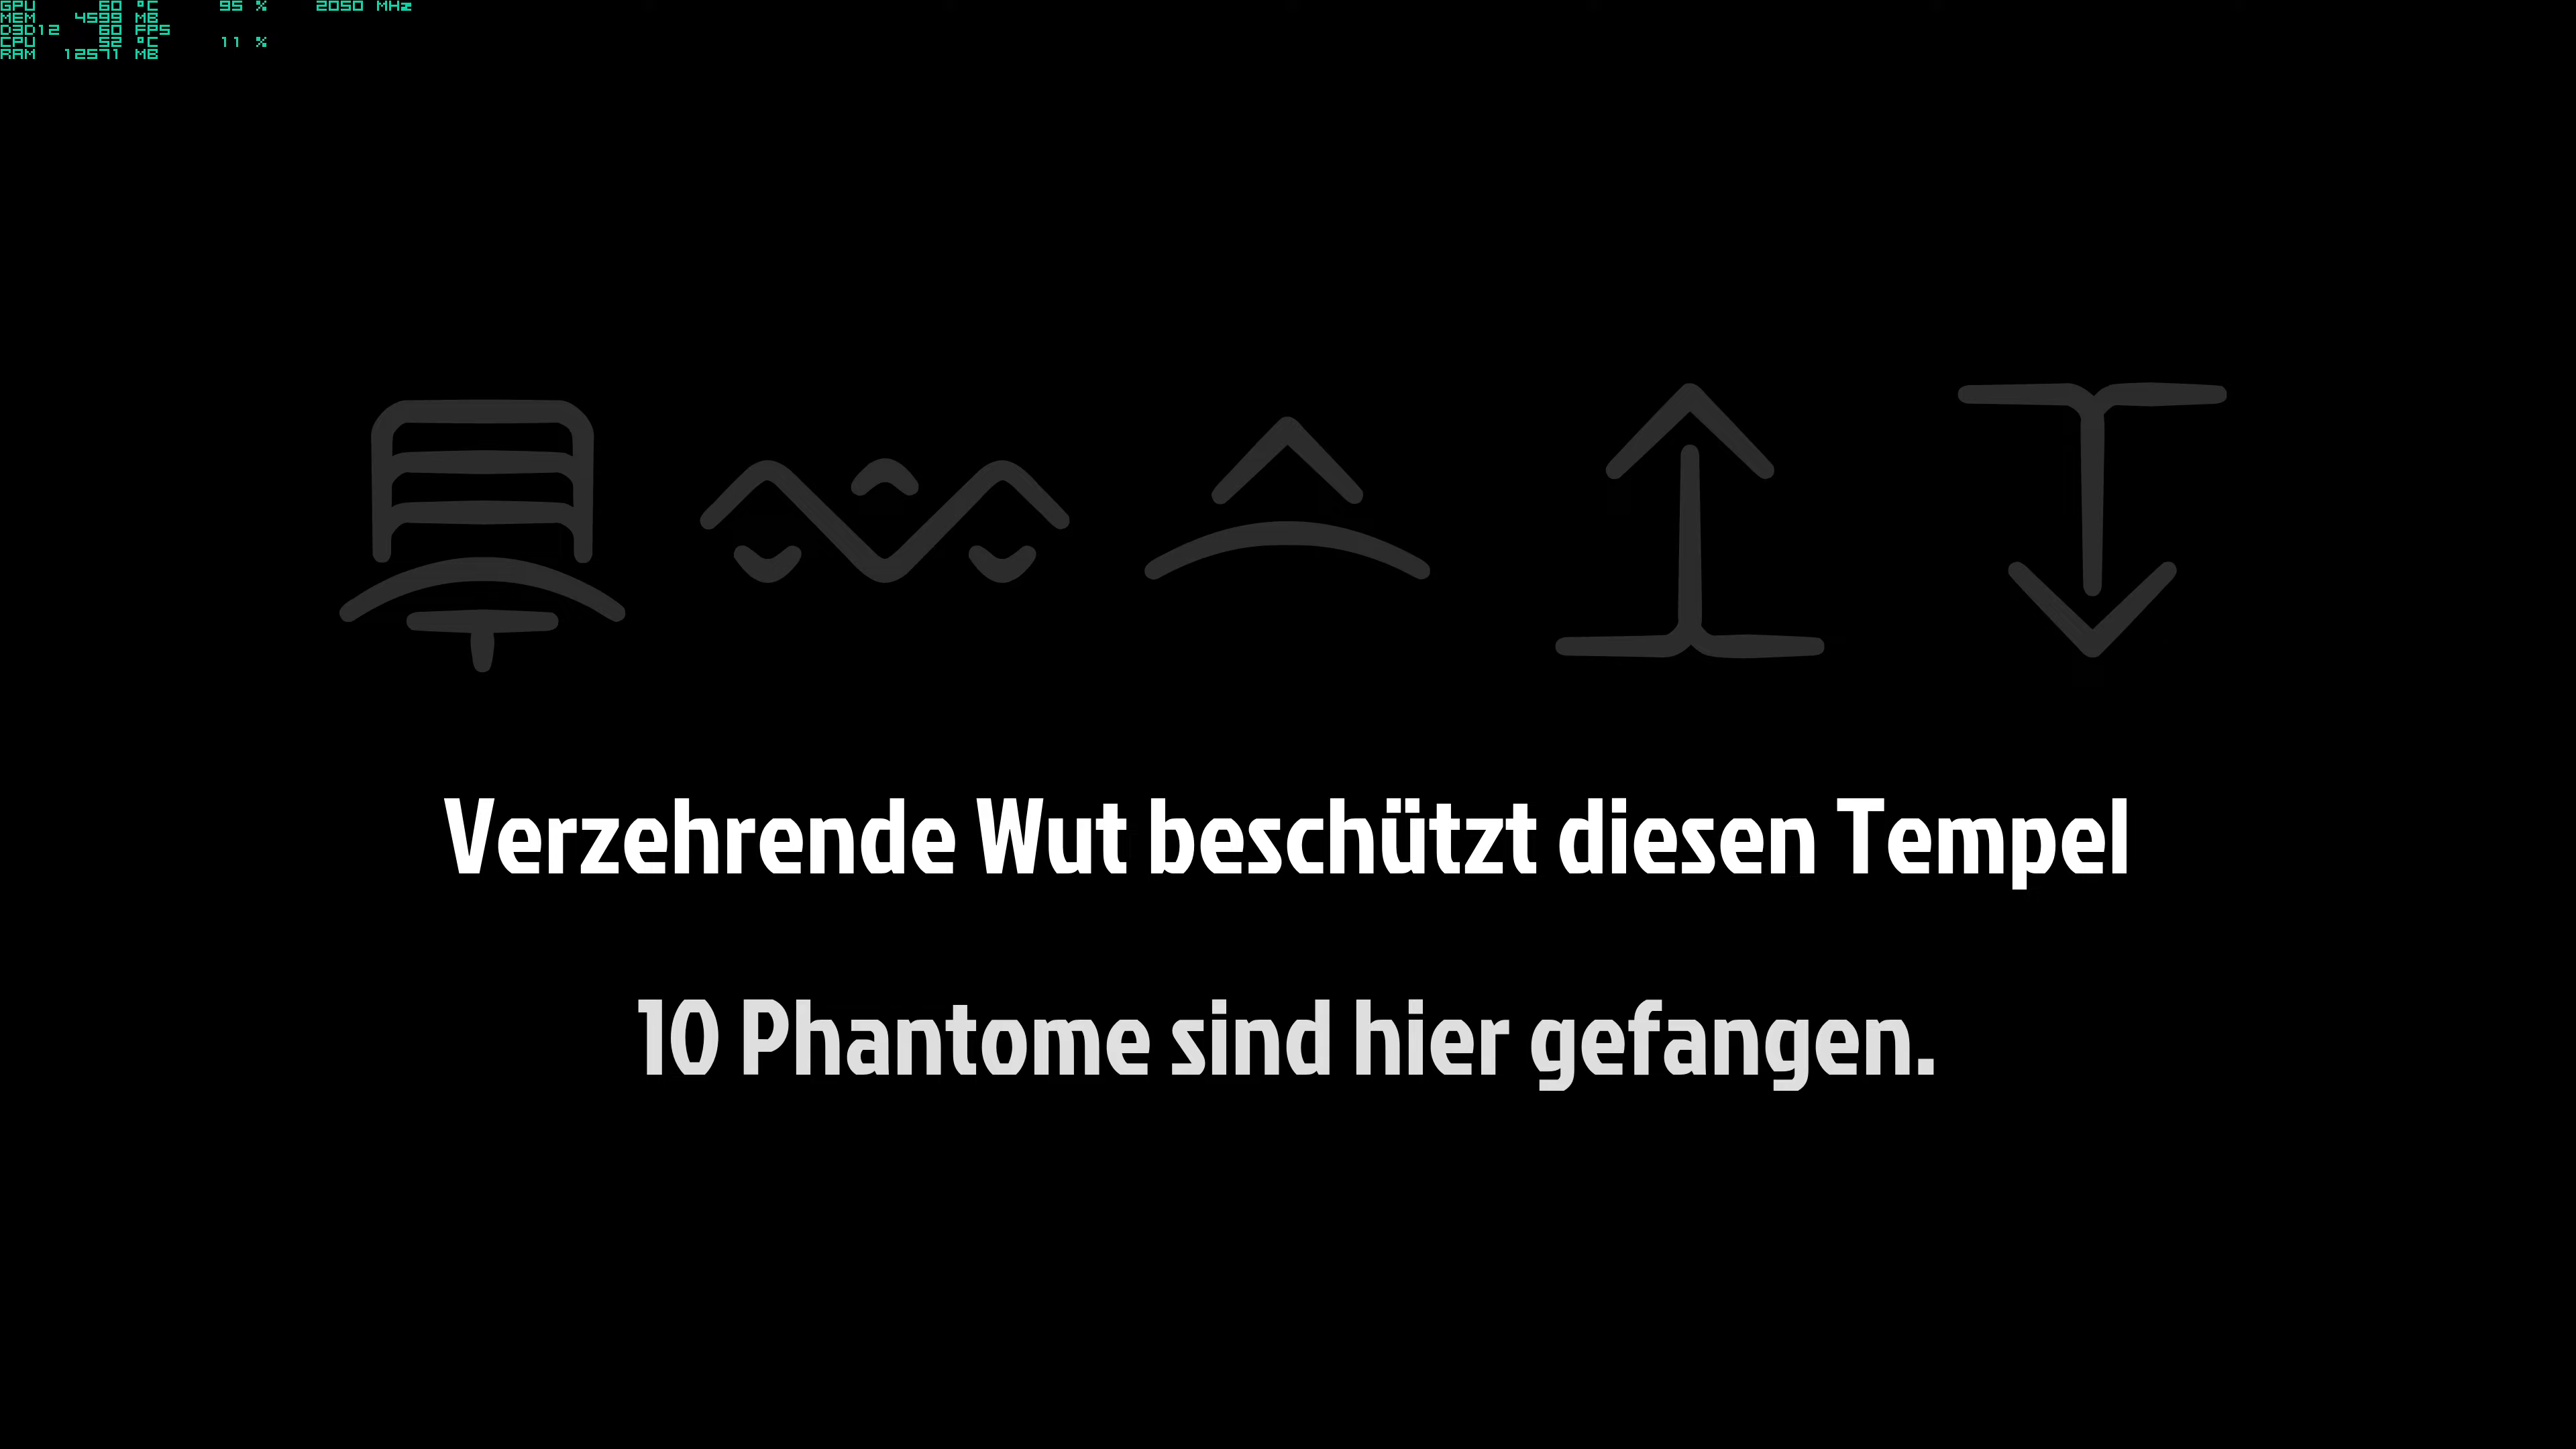 GPU 60 °C 95 % 2050 MHz
MEM 4599 MB
D3D12 60 FPS
CPU 52 °C 11 %
RAM 12571 MB
Verzehrende Wut beschützt diesen Tempel
10 Phantome sind hier gefangen.